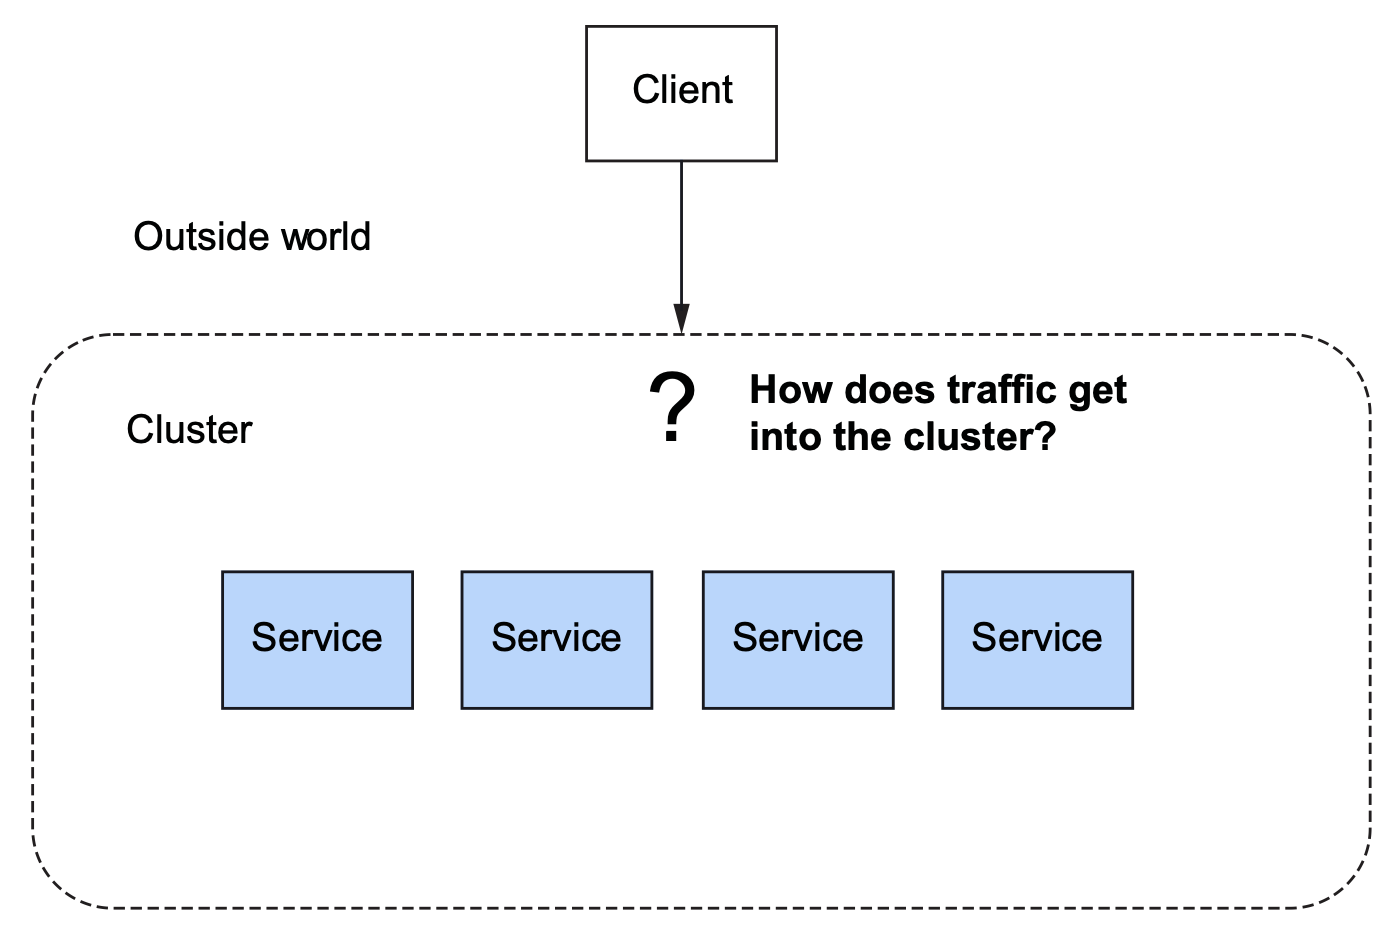 Client
Outside world
Cluster
?
How does traffic get
into the cluster?
Service
Service
Service
Service